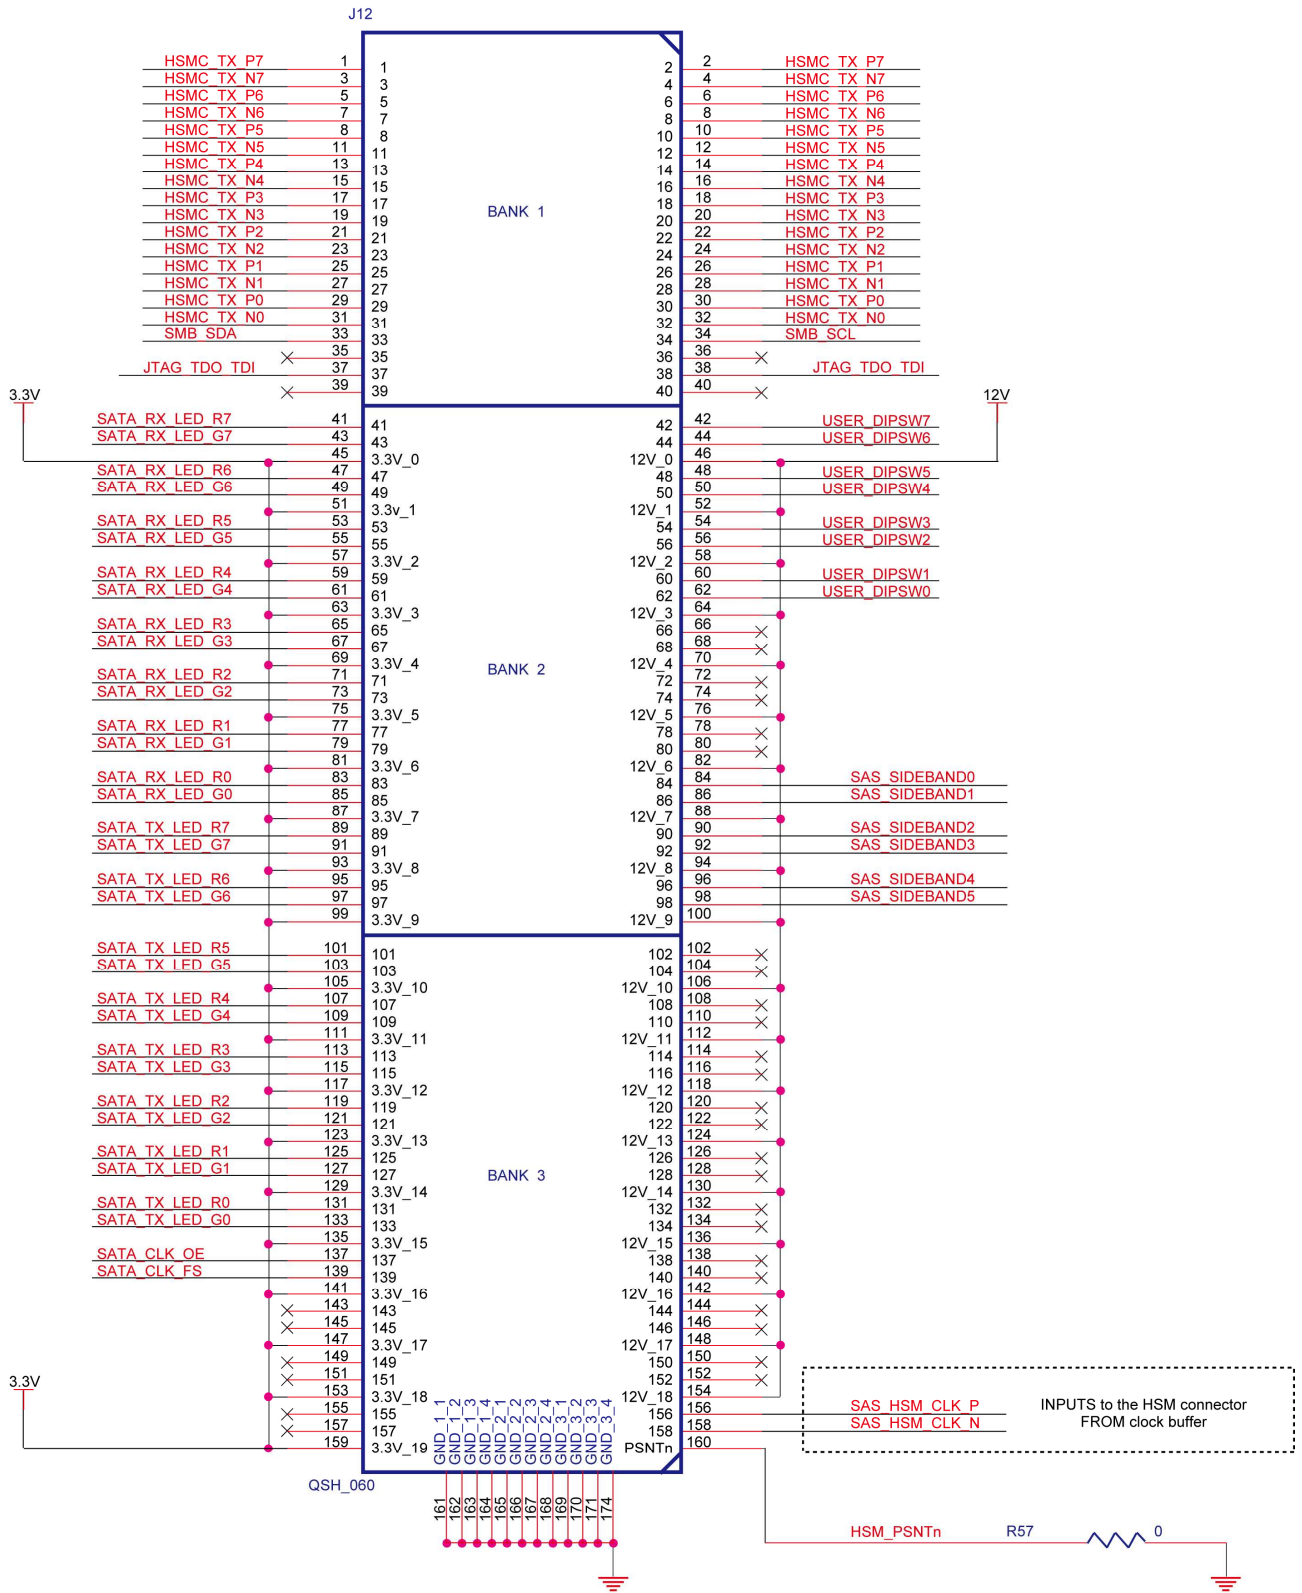 J12
HSMC_TX_P7 1 1 2 2 HSMC_TX_P7
HSMC_TX_N7 3 3 4 4 HSMC_TX_N7
HSMC_TX_P6 5 5 6 6 HSMC_TX_P6
HSMC_TX_N6 7 7 8 8 HSMC_TX_N6
HSMC_TX_P5 8 8 10 10 HSMC_TX_P5
HSMC_TX_N5 11 11 12 12 HSMC_TX_N5
HSMC_TX_P4 13 13 14 14 HSMC_TX_P4
HSMC_TX_N4 15 15 16 16 HSMC_TX_N4
HSMC_TX_P3 17 17 18 18 HSMC_TX_P3
BANK 1
HSMC_TX_N3 19 19 20 20 HSMC_TX_N3
HSMC_TX_P2 21 21 22 22 HSMC_TX_P2
HSMC_TX_N2 23 23 24 24 HSMC_TX_N2
HSMC_TX_P1 25 25 26 26 HSMC_TX_P1
HSMC_TX_N1 27 27 28 28 HSMC_TX_N1
HSMC_TX_P0 29 29 30 30 HSMC_TX_P0
HSMC_TX_N0 31 31 32 32 HSMC_TX_N0
SMB_SDA 33 33 34 34 SMB_SCL
35 35 36 36
JTAG_TDO_TDI 37 37 38 38 JTAG_TDO_TDI
39 39 40 40
3.3V 12V
SATA_RX_LED_R7 41 41 42 42 USER_DIPSW7
SATA_RX_LED_G7 43 43 44 44 USER_DIPSW6
45 3.3V_0 12V_0 46
SATA_RX_LED_R6 47 47 48 48 USER_DIPSW5
SATA_RX_LED_G6 49 49 50 50 USER_DIPSW4
51 3.3v_1 12V_1 52
SATA_RX_LED_R5 53 53 54 54 USER_DIPSW3
SATA_RX_LED_G5 55 55 56 56 USER_DIPSW2
57 3.3V_2 12V_2 58
SATA_RX_LED_R4 59 59 60 60 USER_DIPSW1
SATA_RX_LED_G4 61 61 62 62 USER_DIPSW0
63 3.3V_3 12V_3 64
SATA_RX_LED_R3 65 65 66 66
SATA_RX_LED_G3 67 67 68 68
69 3.3V_4 12V_4 70
BANK 2
SATA_RX_LED_R2 71 71 72 72
SATA_RX_LED_G2 73 73 74 74
75 3.3V_5 12V_5 76
SATA_RX_LED_R1 77 77 78 78
SATA_RX_LED_G1 79 79 80 80
81 3.3V_6 12V_6 82
SATA_RX_LED_R0 83 83 84 84 SAS_SIDEBAND0
SATA_RX_LED_G0 85 85 86 86 SAS_SIDEBAND1
87 3.3V_7 12V_7 88
SATA_TX_LED_R7 89 89 90 90 SAS_SIDEBAND2
SATA_TX_LED_G7 91 91 92 92 SAS_SIDEBAND3
93 3.3V_8 12V_8 94
SATA_TX_LED_R6 95 95 96 96 SAS_SIDEBAND4
SATA_TX_LED_G6 97 97 98 98 SAS_SIDEBAND5
99 3.3V_9 12V_9 100
SATA_TX_LED_R5 101 101 102 102
SATA_TX_LED_G5 103 103 104 104
105 3.3V_10 12V_10 106
SATA_TX_LED_R4 107 107 108 108
SATA_TX_LED_G4 109 109 110 110
111 3.3V_11 12V_11 112
SATA_TX_LED_R3 113 113 114 114
SATA_TX_LED_G3 115 115 116 116
117 3.3V_12 12V_12 118
SATA_TX_LED_R2 119 119 120 120
SATA_TX_LED_G2 121 121 122 122
123 3.3V_13 12V_13 124
SATA_TX_LED_R1 125 125 126 126
SATA_TX_LED_G1 127 127 128 128
BANK 3
129 3.3V_14 12V_14 130
SATA_TX_LED_R0 131 131 132 132
SATA_TX_LED_G0 133 133 134 134
135 3.3V_15 12V_15 136
SATA_CLK_OE 137 137 138 138
SATA_CLK_FS 139 139 140 140
141 3.3V_16 12V_16 142
143 143 144 144
145 145 146 146
147 3.3V_17 12V_17 148
149 149 150 150
151 151 152 152
3.3V
153 3.3V_18 12V_18 154
155 155 156 156 SAS_HSM_CLK_P INPUTS to the HSM connector
157 157 158 158 SAS_HSM_CLK_N FROM clock buffer
159 3.3V_19 PSNTn 160
GND_1_1 GND_1_2 GND_1_3 GND_1_4 GND_2_1 GND_2_2 GND_2_3 GND_2_4 GND_3_1 GND_3_2 GND_3_3 GND_3_4
QSH_060
161 162 163 164 165 166 167 168 169 170 171 174
HSM_PSNTn R57 0